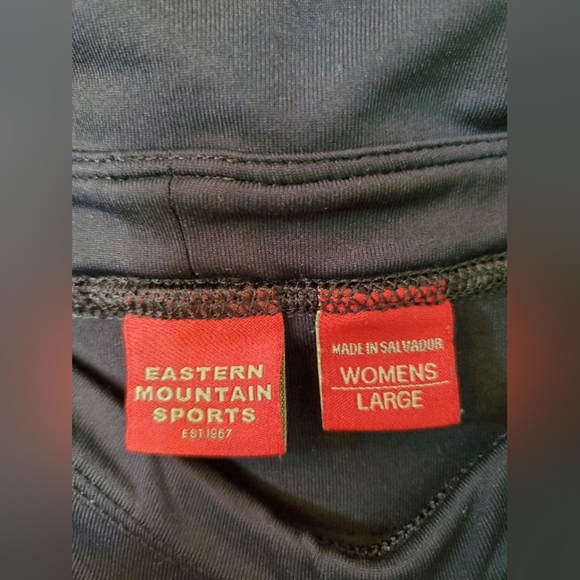 EASTERN
MOUNTAIN
SPORTS
EST 1967
MADE IN SALVADOR
WOMENS
LARGE